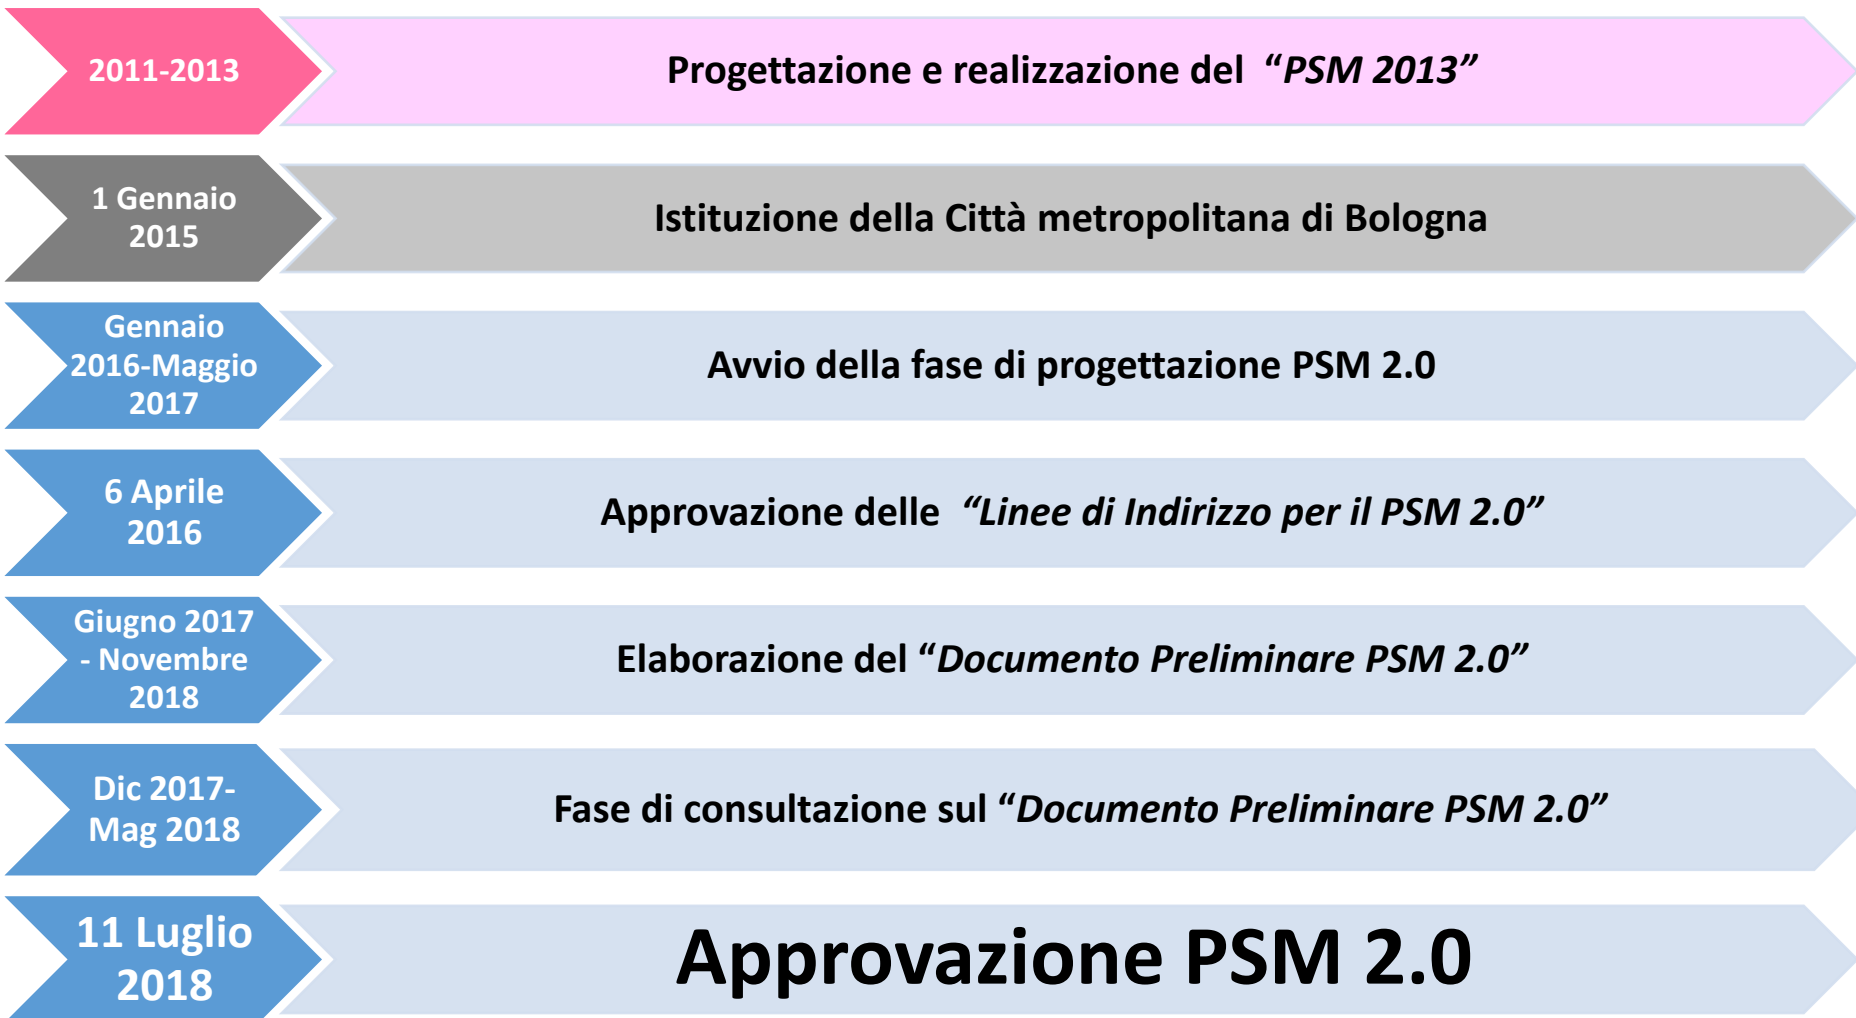 2011-2013
Progettazione e realizzazione del “PSM 2013”
1 Gennaio
2015
Istituzione della Città metropolitana di Bologna
Gennaio
2016-Maggio
2017
Avvio della fase di progettazione PSM 2.0
6 Aprile
2016
Approvazione delle “Linee di Indirizzo per il PSM 2.0”
Giugno 2017
- Novembre
2018
Elaborazione del “Documento Preliminare PSM 2.0”
Dic 2017-
Mag 2018
Fase di consultazione sul “Documento Preliminare PSM 2.0”
11 Luglio
2018
Approvazione PSM 2.0